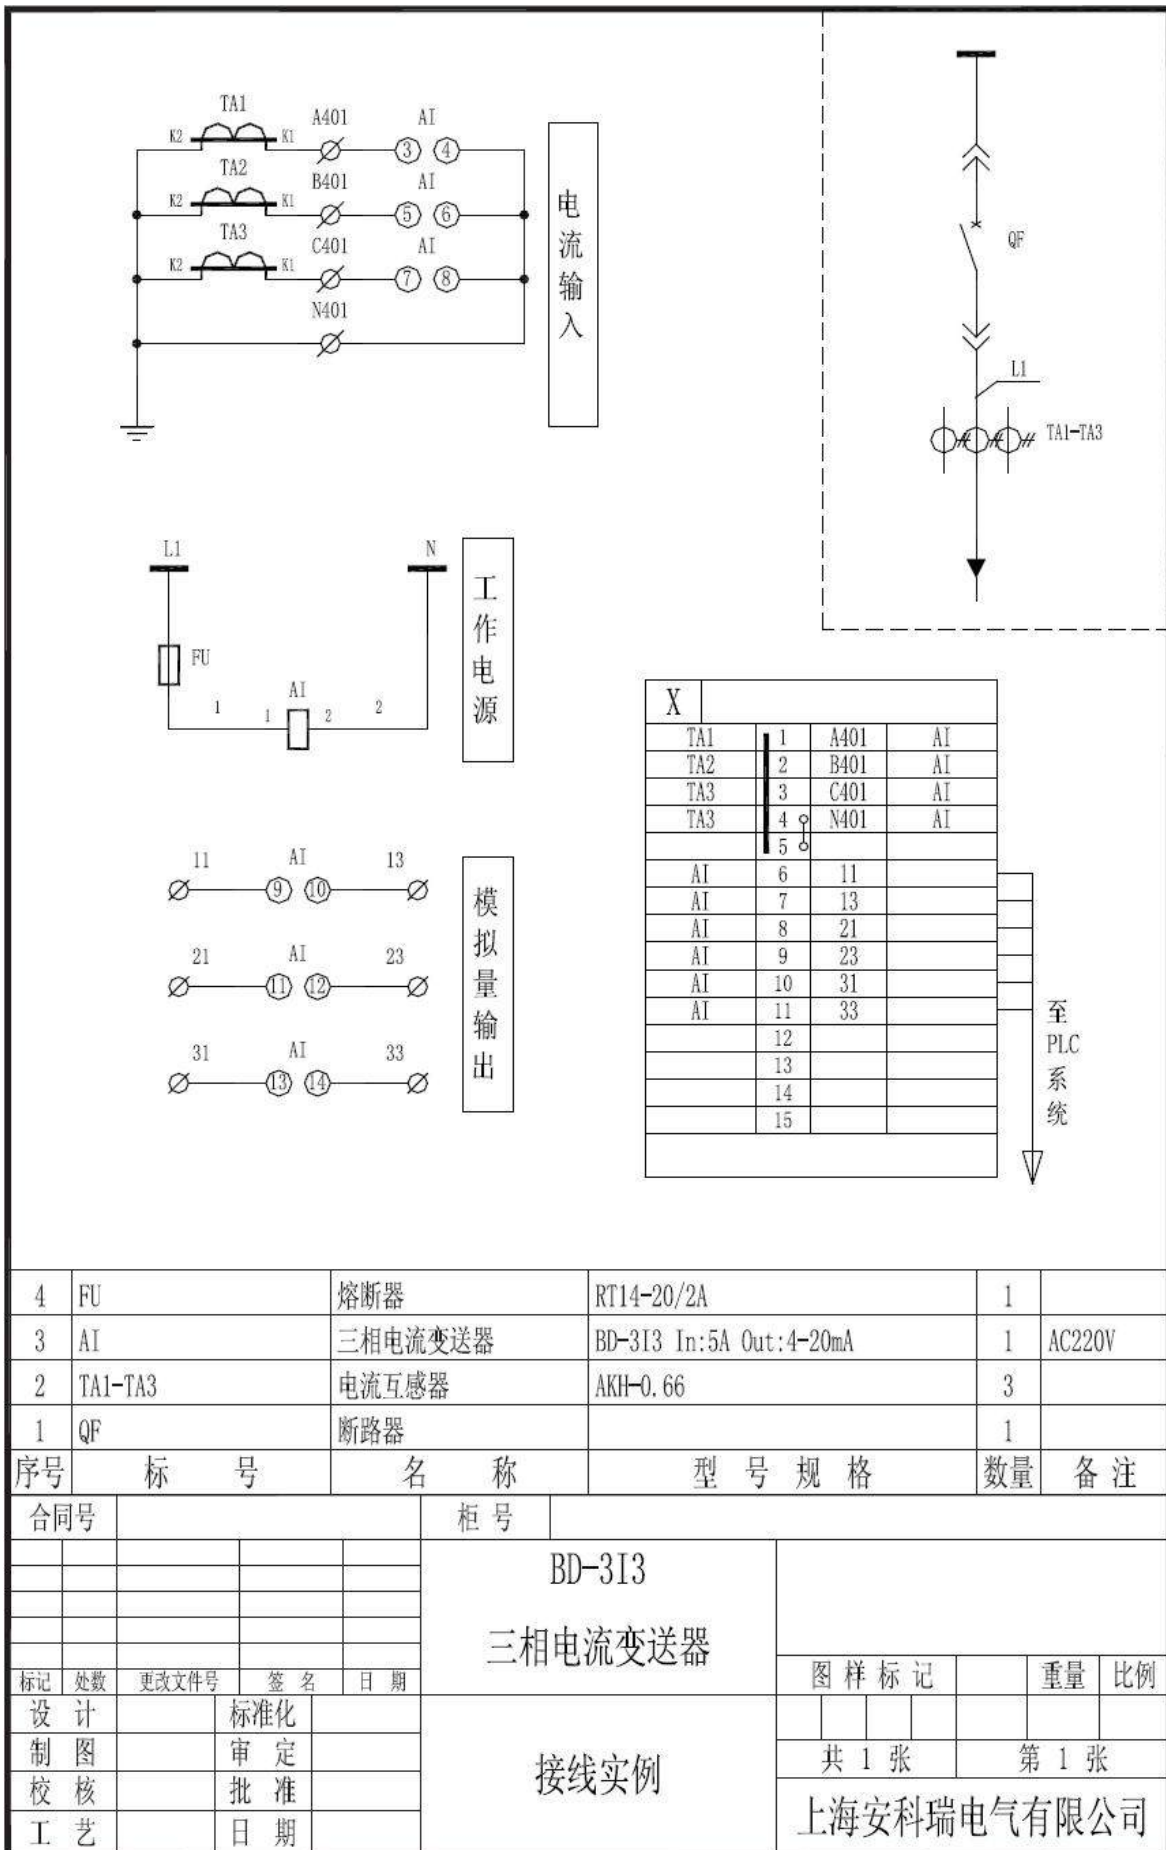 TA1
K2 K1
A401
AI
3 4
TA2
K2 K1
B401
AI
5 6
TA3
K2 K1
C401
AI
7 8
N401
电流输入
QF
L1
TA1-TA3
L1
N
FU
1
AI
1 2
2
工作电源
11 AI 13
9 10
21 AI 23
11 12
31 AI 33
13 14
模拟量输出
X
TA1 1 A401 AI
TA2 2 B401 AI
TA3 3 C401 AI
TA3 4 N401 AI
5
AI 6 11
AI 7 13
AI 8 21
AI 9 23
AI 10 31
AI 11 33
12
13
14
15
至
PLC
系
统
4 FU 熔断器 RT14-20/2A 1
3 AI 三相电流变送器 BD-3I3 In:5A Out:4-20mA 1 AC220V
2 TA1-TA3 电流互感器 AKH-0.66 3
1 QF 断路器 1
序号 标 号 名 称 型 号 规 格 数量 备 注
合同号 柜 号
BD-3I3
三相电流变送器
标记 处数 更改文件号 签 名 日 期
图 样 标 记 重量 比例
设 计 标准化
制 图 审 定
校 核 批 准
工 艺 日 期
接线实例
共 1 张 第 1 张
上海安科瑞电气有限公司